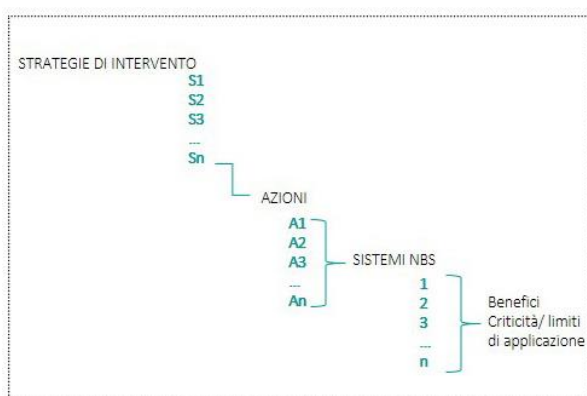 STRATEGIE DI INTERVENTO
S1
S2
S3
...
Sn
AZIONI
A1
A2
A3
...
An
SISTEMI NBS
1
2
3
...
n
Benefici
Criticità/ limiti
di applicazione